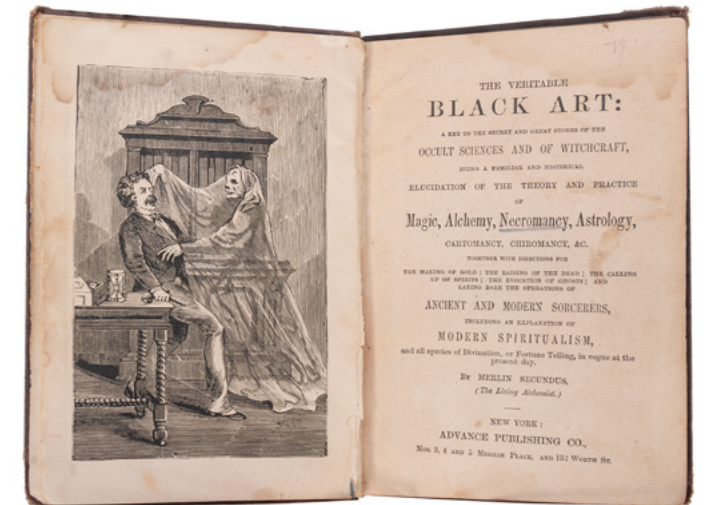 THE VERITABLE
BLACK ART:
A KEY TO THE SECRET AND GREAT STORES OF THE
OCCULT SCIENCES AND OF WITCHCRAFT,
BEING A FAMILIAR AND HISTORICAL
ELUCIDATION OF THE THEORY AND PRACTICE
OF
Magic, Alchemy, Necromancy, Astrology,
CARTOMANCY, CHIROMANCY, &C.
TOGETHER WITH DIRECTIONS FOR
THE MAKING OF GOLD; THE RAISING OF THE DEAD; THE CALLING
UP OF SPIRITS; THE EVOCATION OF GHOSTS; AND
LAYING BARE THE OPERATIONS OF
ANCIENT AND MODERN SORCERERS,
INCLUDING AN EXPLANATION OF
MODERN SPIRITUALISM,
and all species of Divination, or Fortune Telling, in vogue at the
present day.
BY MERLIN SECUNDUS,
(The Living Alchemist.)
NEW YORK:
ADVANCE PUBLISHING CO.,
Nos. 3, 4 AND 5 MISSION PLACE, AND 152 WORTH ST.